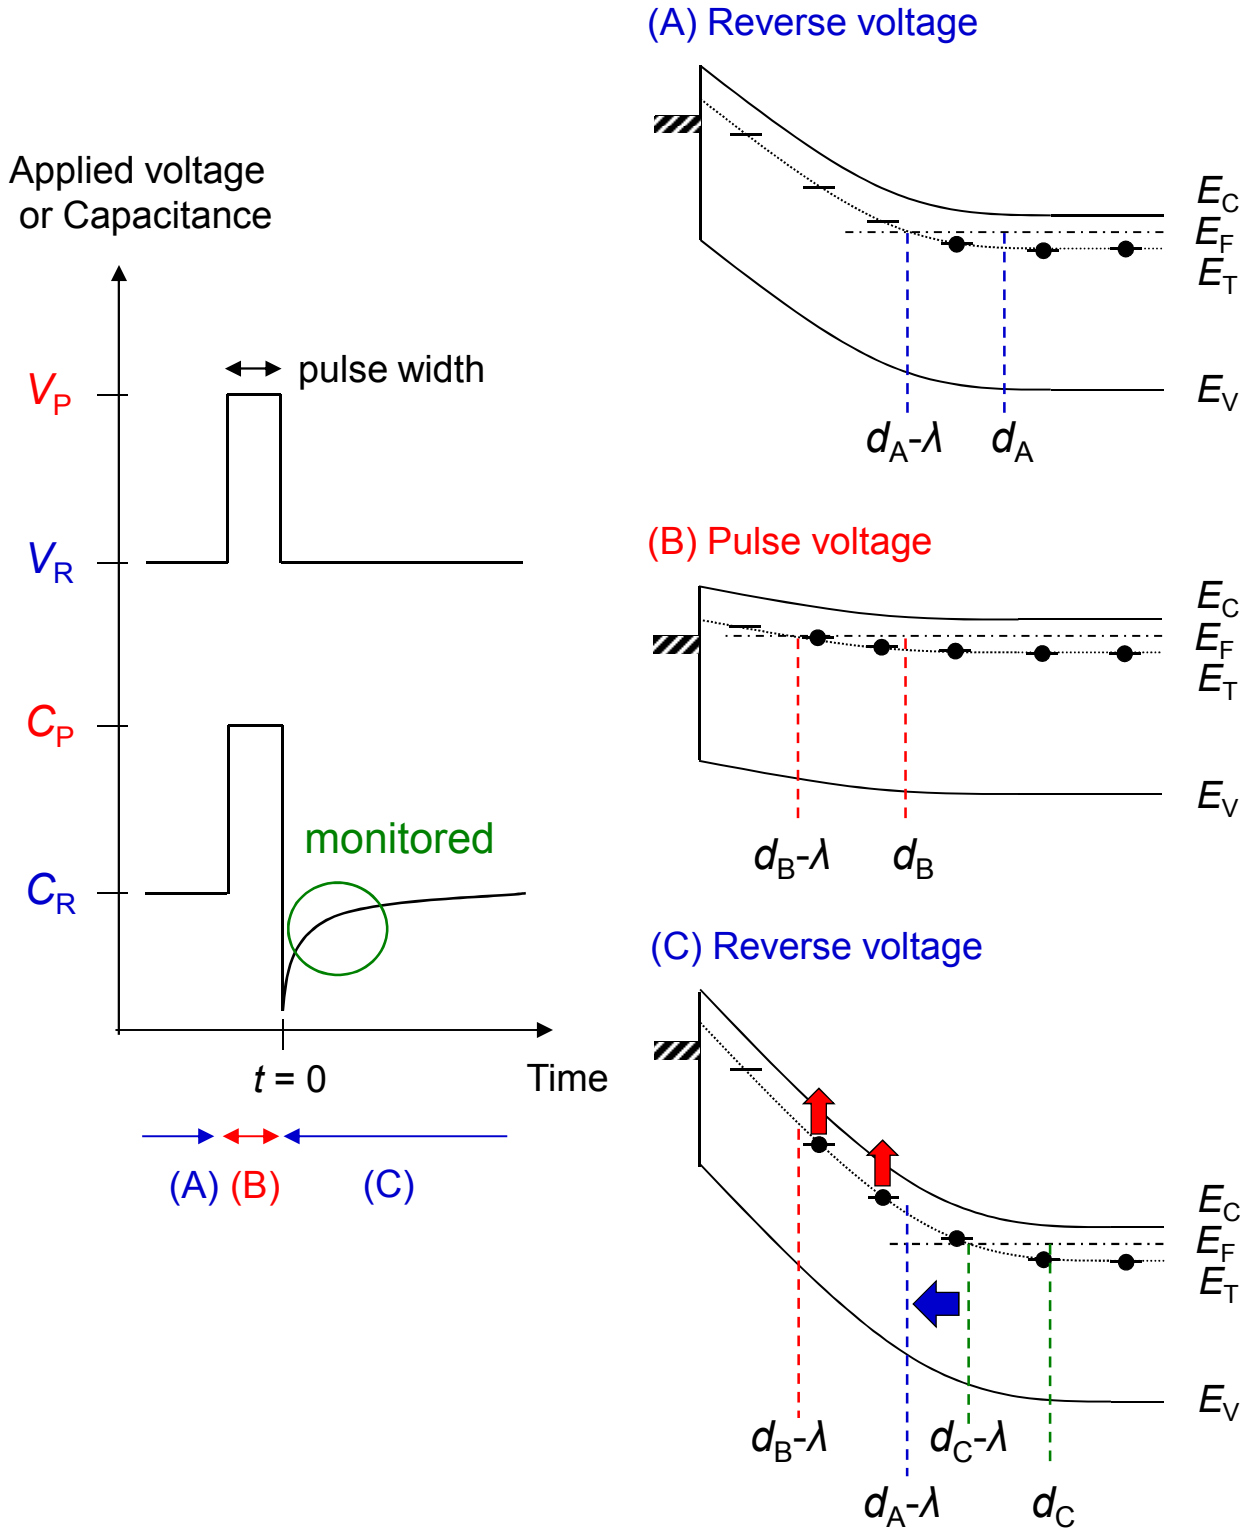 Applied voltage
or Capacitance
V_P
pulse width
V_R
C_P
monitored
C_R
t = 0
Time
(A) (B) (C)
(A) Reverse voltage
E_C
E_F
E_T
E_V
d_A-λ d_A
(B) Pulse voltage
E_C
E_F
E_T
E_V
d_B-λ d_B
(C) Reverse voltage
E_C
E_F
E_T
E_V
d_B-λ d_C-λ
d_A-λ d_C